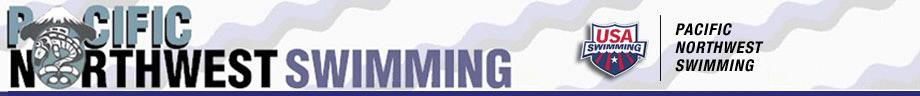 PACIFIC
NORTHWEST SWIMMING
USA
SWIMMING
PACIFIC
NORTHWEST
SWIMMING